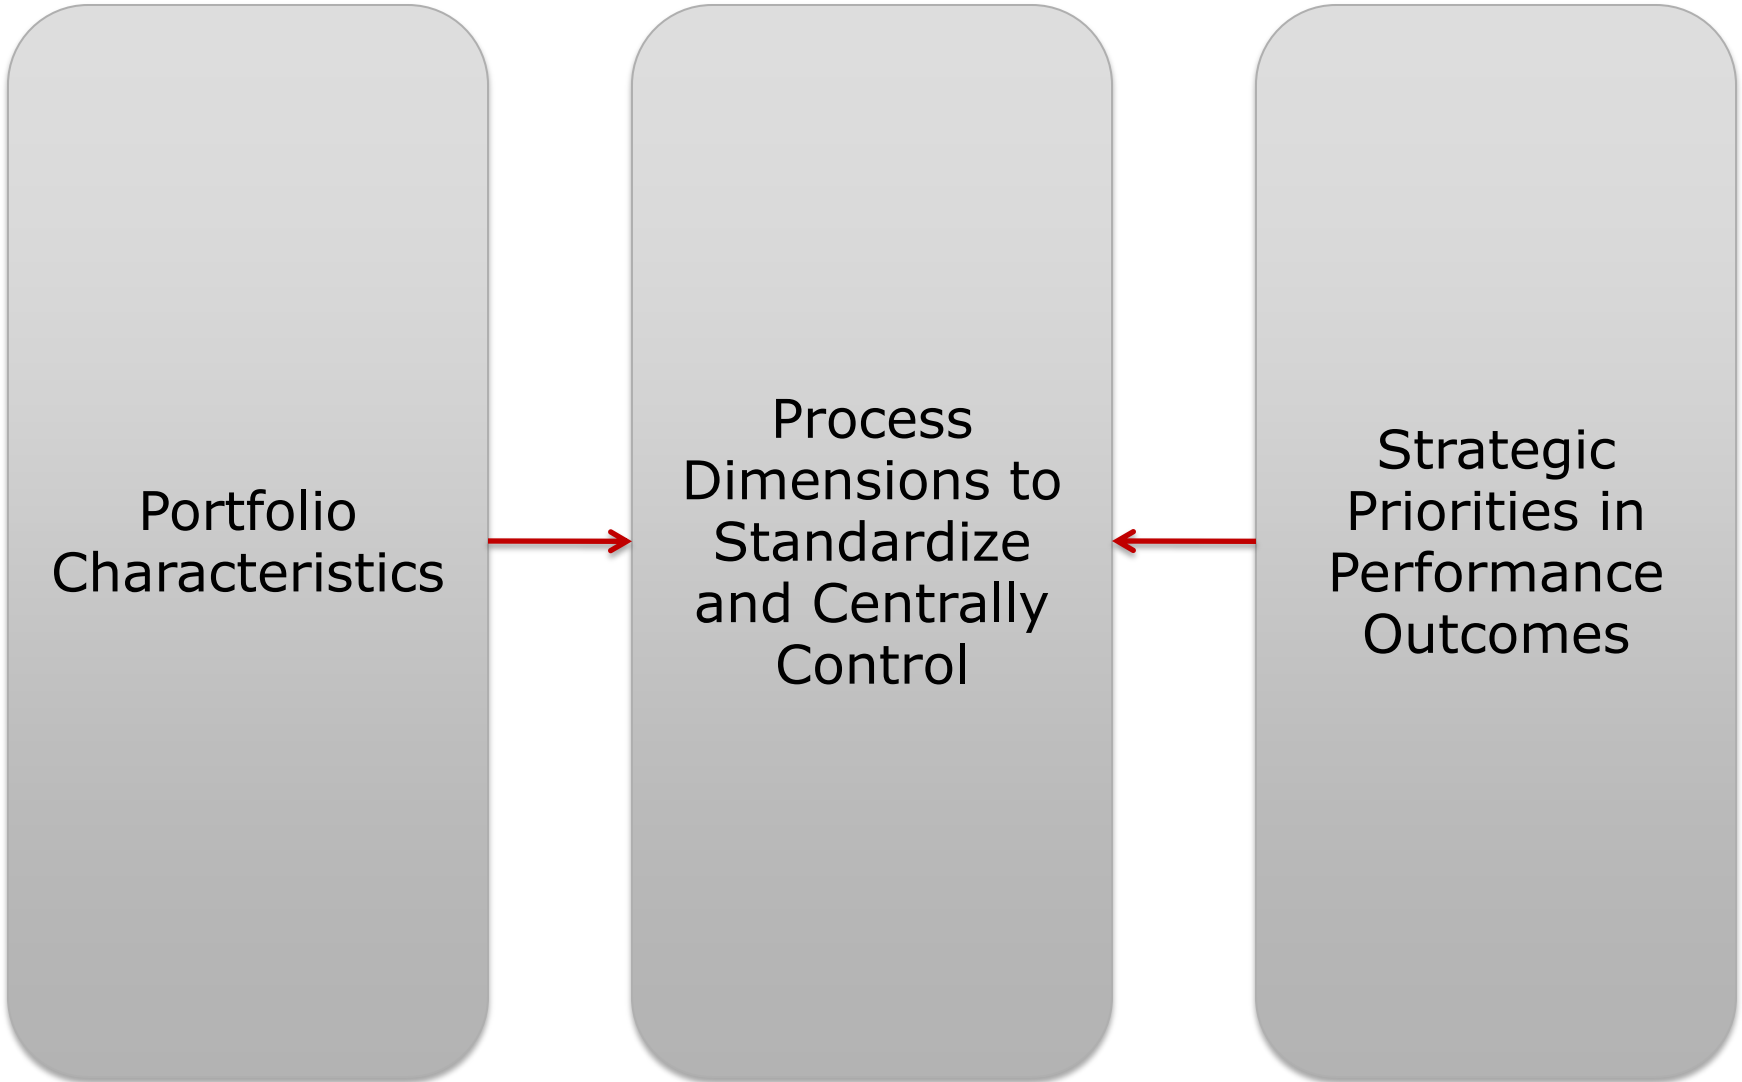 Portfolio
Characteristics
Process
Dimensions to
Standardize
and Centrally
Control
Strategic
Priorities in
Performance
Outcomes